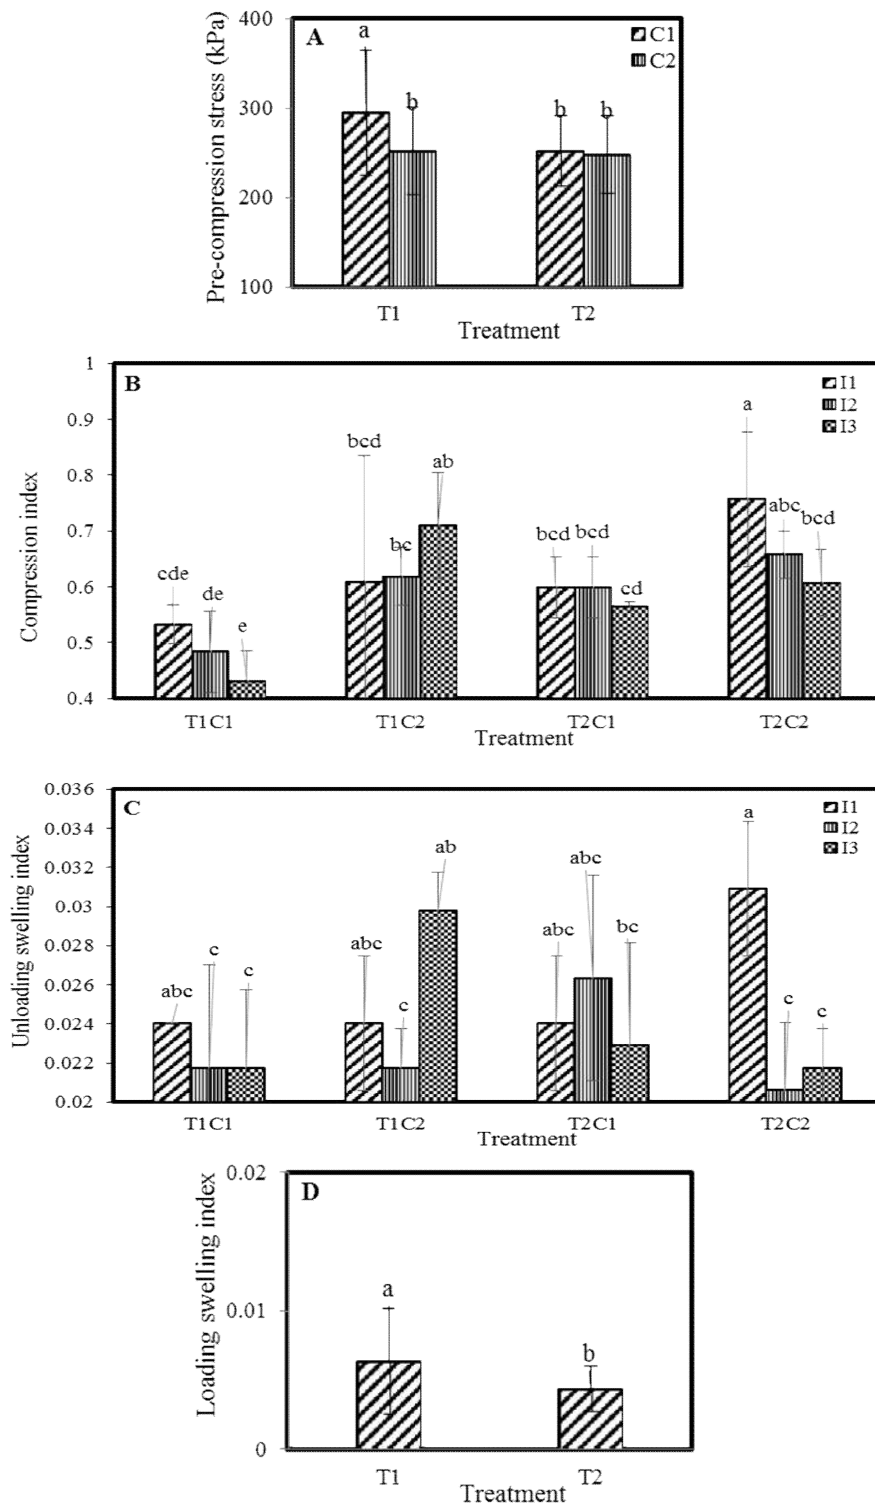 400
A
a
C1
C2
Pre-compression stress (kPa)
300
b
b
b
200
100
T1
T2
Treatment
1
B
I1
I2
I3
Compression index
0.9
0.8
0.7
0.6
0.5
0.4
cde
de
e
bcd
bc
ab
bcd
bcd
cd
a
abc
bcd
T1C1
T1C2
T2C1
T2C2
Treatment
0.036
C
I1
I2
I3
Unloading swelling index
0.034
0.032
0.03
0.028
0.026
0.024
0.022
0.02
abc
c
c
abc
c
ab
abc
abc
bc
a
c
c
T1C1
T1C2
T2C1
T2C2
Treatment
0.02
D
Loading swelling index
0.01
0
a
b
T1
T2
Treatment